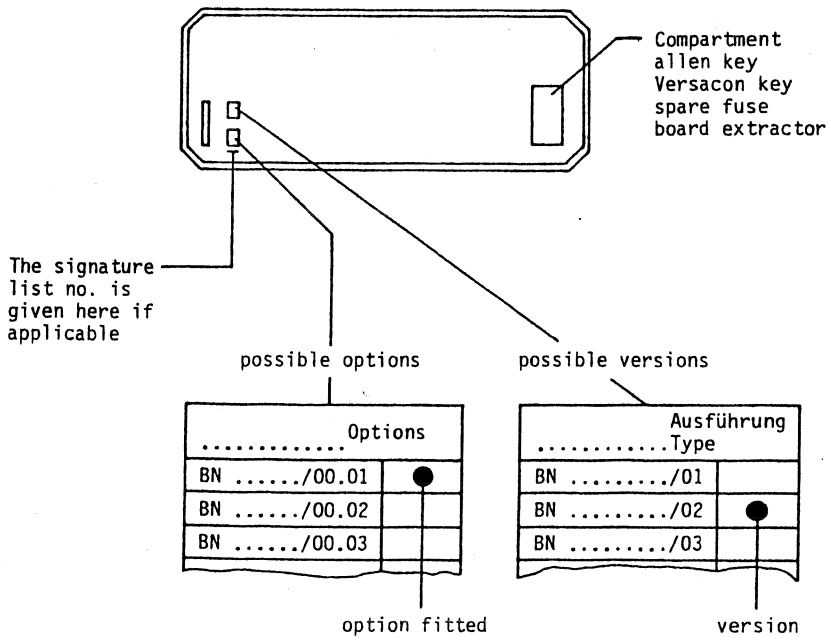 Compartment
allen key
Versacon key
spare fuse
board extractor
The signature
list no. is
given here if
applicable
possible options
possible versions
.............Options
BN ....../00.01
BN ....../00.02
BN ....../00.03
option fitted
Ausführung
............Type
BN ........./01
BN ........./02
BN ........./03
version